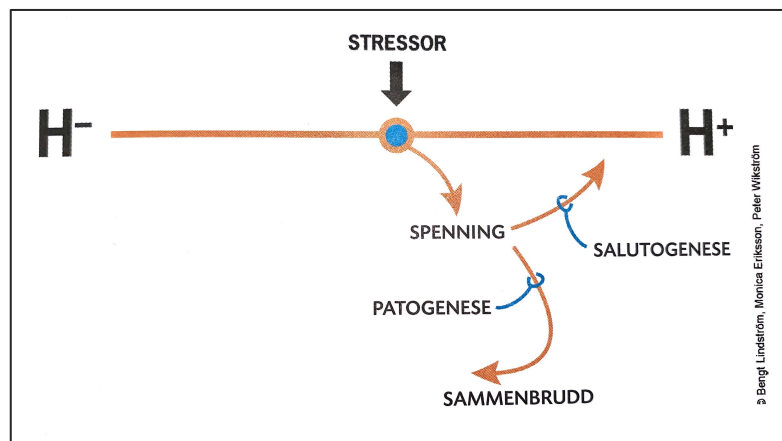 STRESSOR
H⁻
H⁺
SPENNING
SALUTOGENESE
PATOGENESE
SAMMENBRUDD
© Bengt Lindström, Monica Eriksson, Peter Wikström